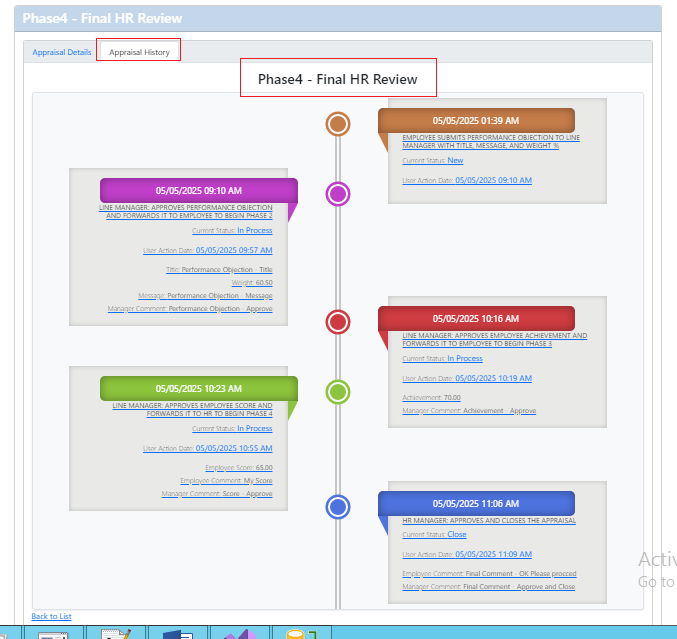 Phase4 - Final HR Review
Appraisal Details
Appraisal History
Phase4 - Final HR Review
05/05/2025 01:39 AM
EMPLOYEE SUBMITS PERFORMANCE OBJECTION TO LINE
MANAGER WITH TITLE, MESSAGE, AND WEIGHT %
Current Status: New
User Action Date: 05/05/2025 09:10 AM
05/05/2025 09:10 AM
LINE MANAGER: APPROVES PERFORMANCE OBJECTION
AND FORWARDS IT TO EMPLOYEE TO BEGIN PHASE 2
Current Status: In Process
User Action Date: 05/05/2025 09:57 AM
Title: Performance Objection - Title
Weight: 60.50
Message: Performance Objection - Message
Manager Comment: Performance Objection - Approve
05/05/2025 10:16 AM
LINE MANAGER: APPROVES EMPLOYEE ACHIEVEMENT AND
FORWARDS IT TO EMPLOYEE TO BEGIN PHASE 3
Current Status: In Process
User Action Date: 05/05/2025 10:19 AM
Achievement: 70.00
Manager Comment: Achievement - Approve
05/05/2025 10:23 AM
LINE MANAGER: APPROVES EMPLOYEE SCORE AND
FORWARDS IT TO HR TO BEGIN PHASE 4
Current Status: In Process
User Action Date: 05/05/2025 10:55 AM
Employee Score: 65.00
Employee Comment: My Score
Manager Comment: Score - Approve
05/05/2025 11:06 AM
HR MANAGER: APPROVES AND CLOSES THE APPRAISAL
Current Status: Close
User Action Date: 05/05/2025 11:09 AM
Employee Comment: Final Comment - OK Please procced
Manager Comment: Final Comment - Approve and Close
Activ
Go to
Back to List